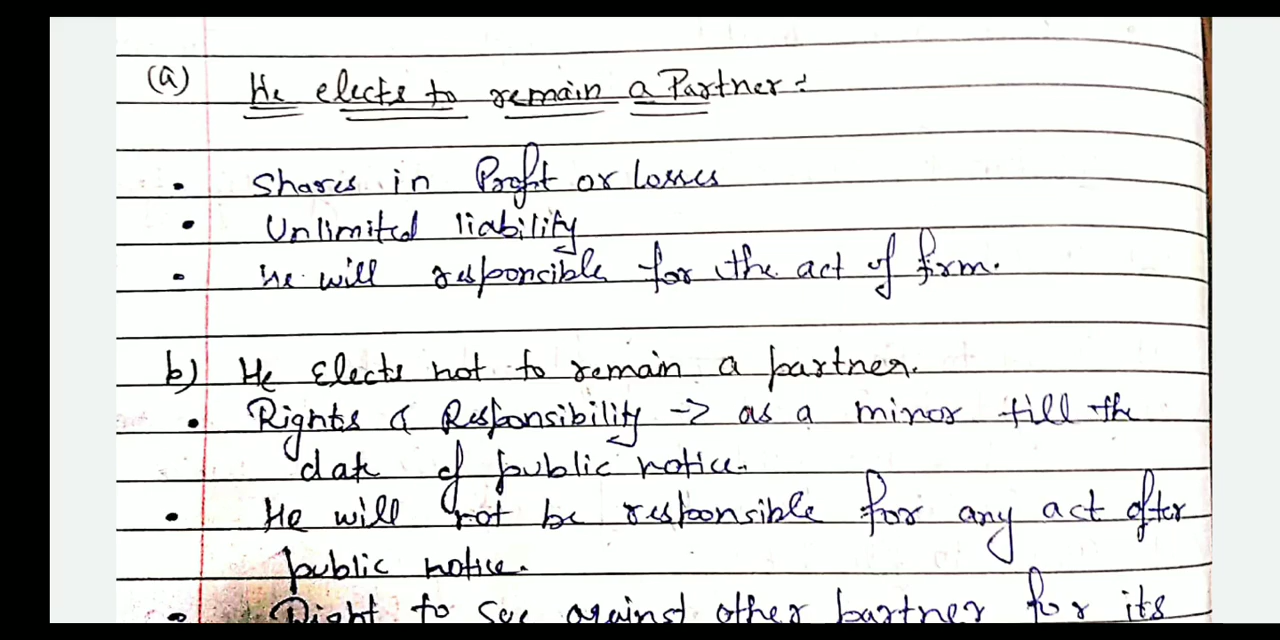 (a) He elects to remain a Partner :
• Shares in Profit or losses
• Unlimited liability
• He will responsible for the act of firm.
b) He Elects not to remain a partner.
• Rights & Responsibility -> as a minor till the
date of public notice.
• He will not be responsible for any act after
public notice.
• Right to sue against other partner for its